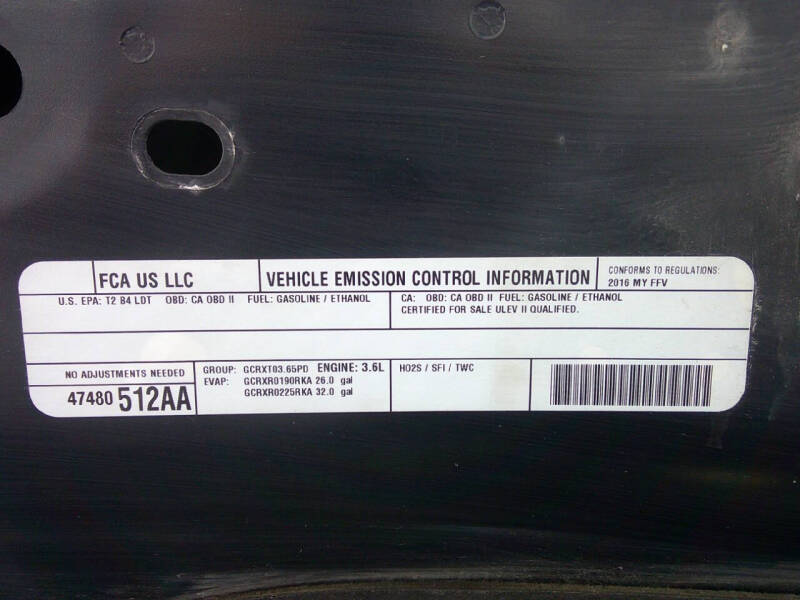 FCA US LLC
VEHICLE EMISSION CONTROL INFORMATION
CONFORMS TO REGULATIONS:
2016 MY FFV
U.S. EPA: T2 B4 LDT OBD: CA OBD II FUEL: GASOLINE / ETHANOL
CA: OBD: CA OBD II FUEL: GASOLINE / ETHANOL
CERTIFIED FOR SALE ULEV II QUALIFIED.
NO ADJUSTMENTS NEEDED
47480 512AA
GROUP: GCRXT03.65PD ENGINE: 3.6L
EVAP: GCRXR0190RKA 26.0 gal
GCRXR0225RKA 32.0 gal
HO2S / SFI / TWC